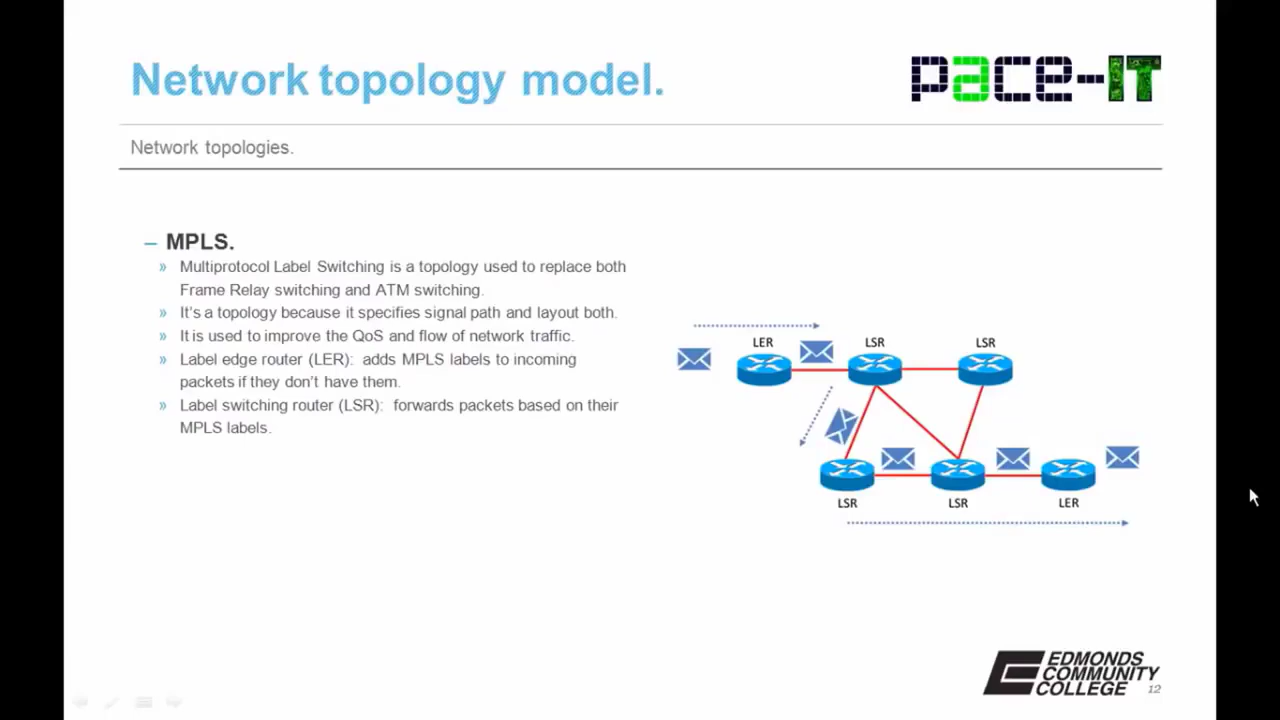 Network topology model.
pace-IT
Network topologies.
– MPLS.
» Multiprotocol Label Switching is a topology used to replace both
Frame Relay switching and ATM switching.
» It's a topology because it specifies signal path and layout both.
» It is used to improve the QoS and flow of network traffic.
» Label edge router (LER): adds MPLS labels to incoming
packets if they don't have them.
» Label switching router (LSR): forwards packets based on their
MPLS labels.
LER
LSR
LSR
LSR
LSR
LER
EDMONDS
COMMUNITY
COLLEGE
12